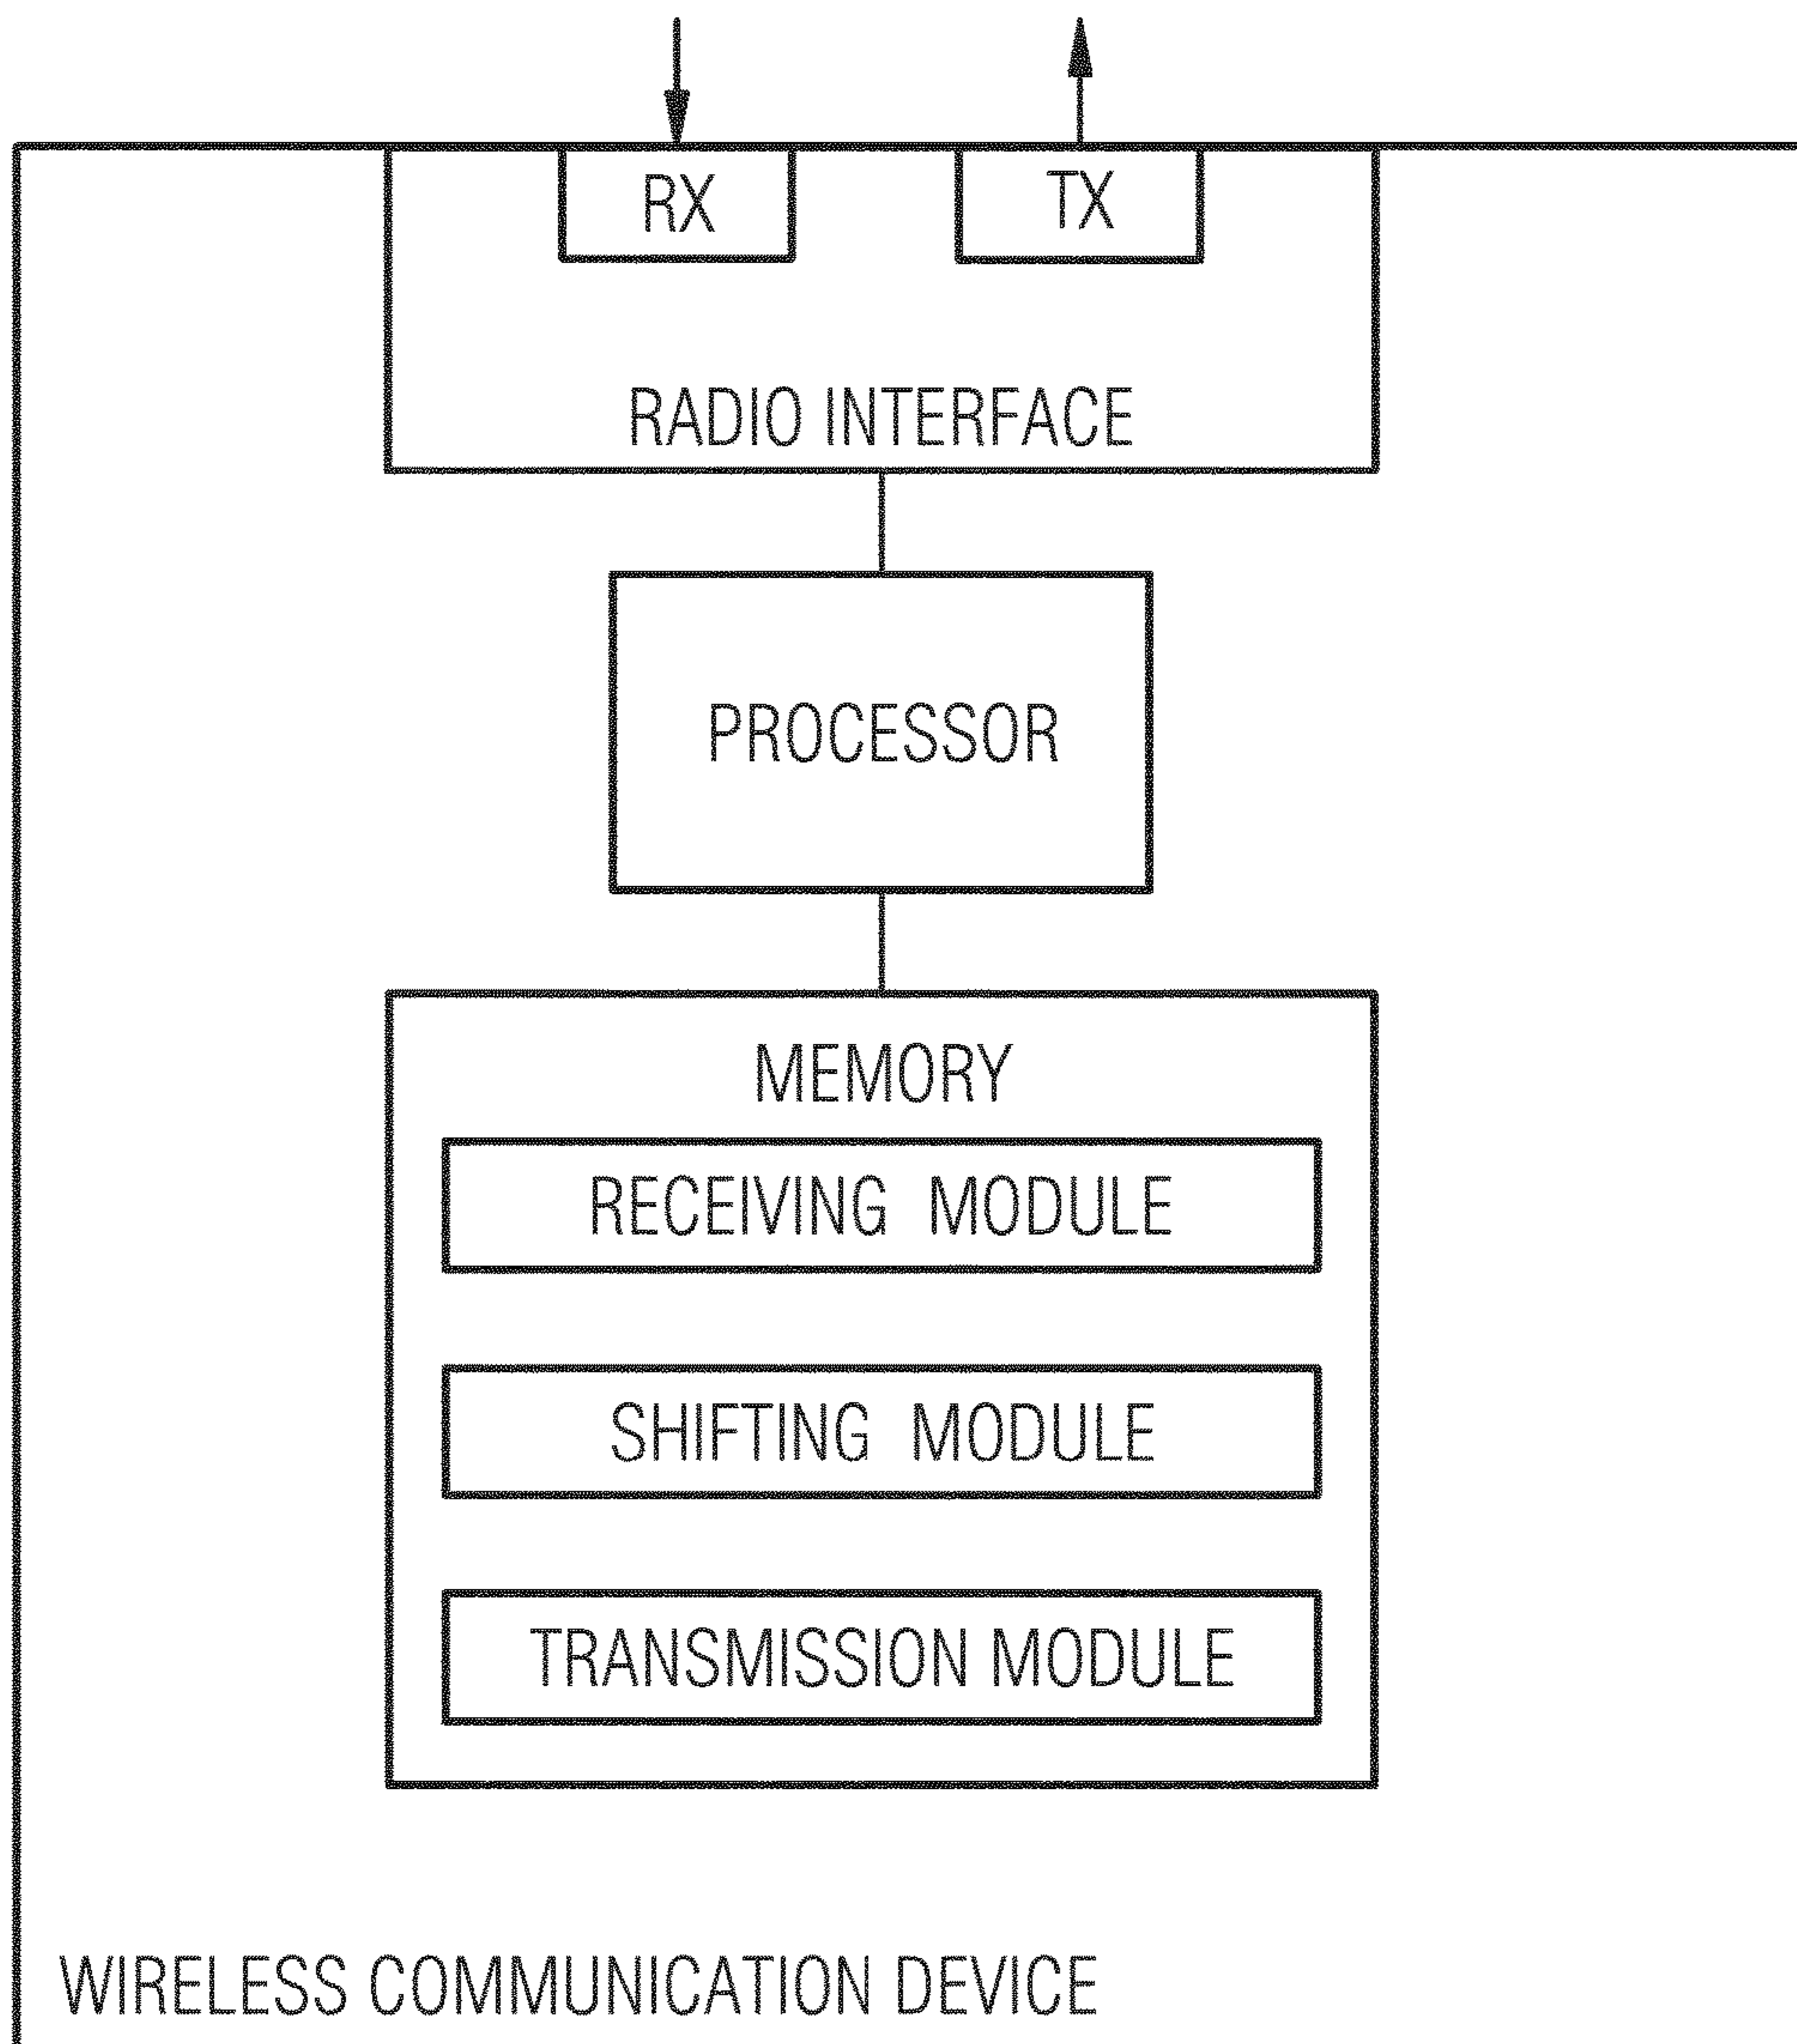 RX
TX
RADIO INTERFACE
PROCESSOR
MEMORY
RECEIVING MODULE
SHIFTING MODULE
TRANSMISSION MODULE
WIRELESS COMMUNICATION DEVICE